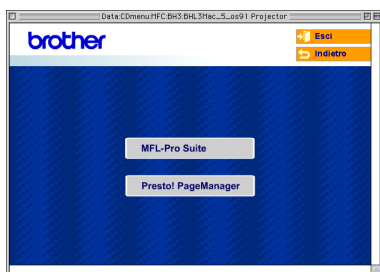 Data:CDmenu:MFC:BH3:BHL3Mac_5_os91 Projector
brother
Esci
Indietro
MFL-Pro Suite
Presto! PageManager